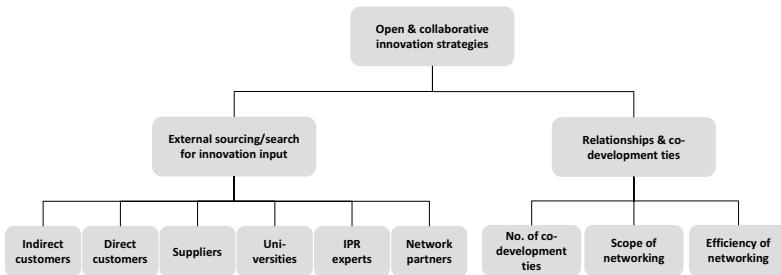 Open & collaborative
innovation strategies
External sourcing/search
for innovation input
Relationships & co-
development ties
Indirect
customers
Direct
customers
Suppliers
Uni-
versities
IPR
experts
Network
partners
No. of co-
development
ties
Scope of
networking
Efficiency of
networking